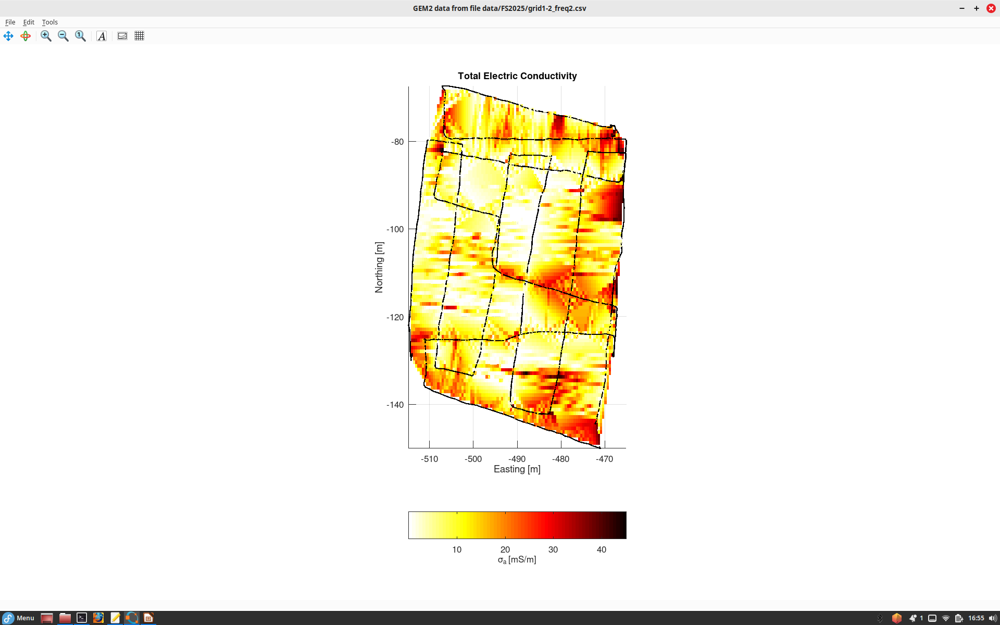 GEM2 data from file data/FS2025/grid1-2_freq2.csv
File Edit Tools
Total Electric Conductivity
-80
-100
-120
-140
Northing [m]
-510 -500 -490 -480 -470
Easting [m]
10 20 30 40
σa [mS/m]
Menu 1 16:55